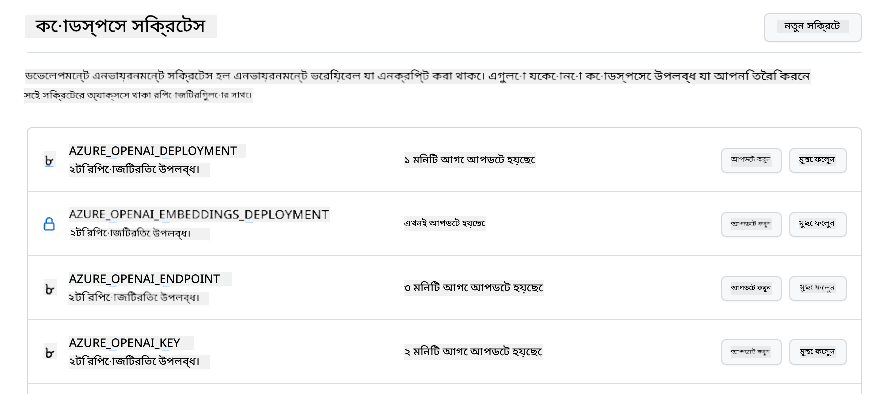 কোডস্পেস সিক্রেটস
নতুন সিক্রেট
ডেভেলপমেন্ট এনভায়রনমেন্ট সিক্রেটস হল এনভায়রনমেন্ট ভেরিয়েবল যা এনক্রিপ্ট করা থাকে। এগুলো যেকোনো কোডস্পেসে উপলব্ধ যা আপনি তৈরি করেন
সেই সিক্রেটের অ্যাক্সেস থাকা রিপোজিটরিগুলোর সাথে।
৮ AZURE_OPENAI_DEPLOYMENT
২টি রিপোজিটরিতে উপলব্ধ।
১ মিনিট আগে আপডেট হয়েছে
আপডেট করুন
মুছে ফেলুন
AZURE_OPENAI_EMBEDDINGS_DEPLOYMENT
২টি রিপোজিটরিতে উপলব্ধ।
এখনই আপডেট হয়েছে
আপডেট করুন
মুছে ফেলুন
৮ AZURE_OPENAI_ENDPOINT
২টি রিপোজিটরিতে উপলব্ধ।
৩ মিনিট আগে আপডেট হয়েছে
আপডেট করুন
মুছে ফেলুন
৮ AZURE_OPENAI_KEY
২টি রিপোজিটরিতে উপলব্ধ।
২ মিনিট আগে আপডেট হয়েছে
আপডেট করুন
মুছে ফেলুন